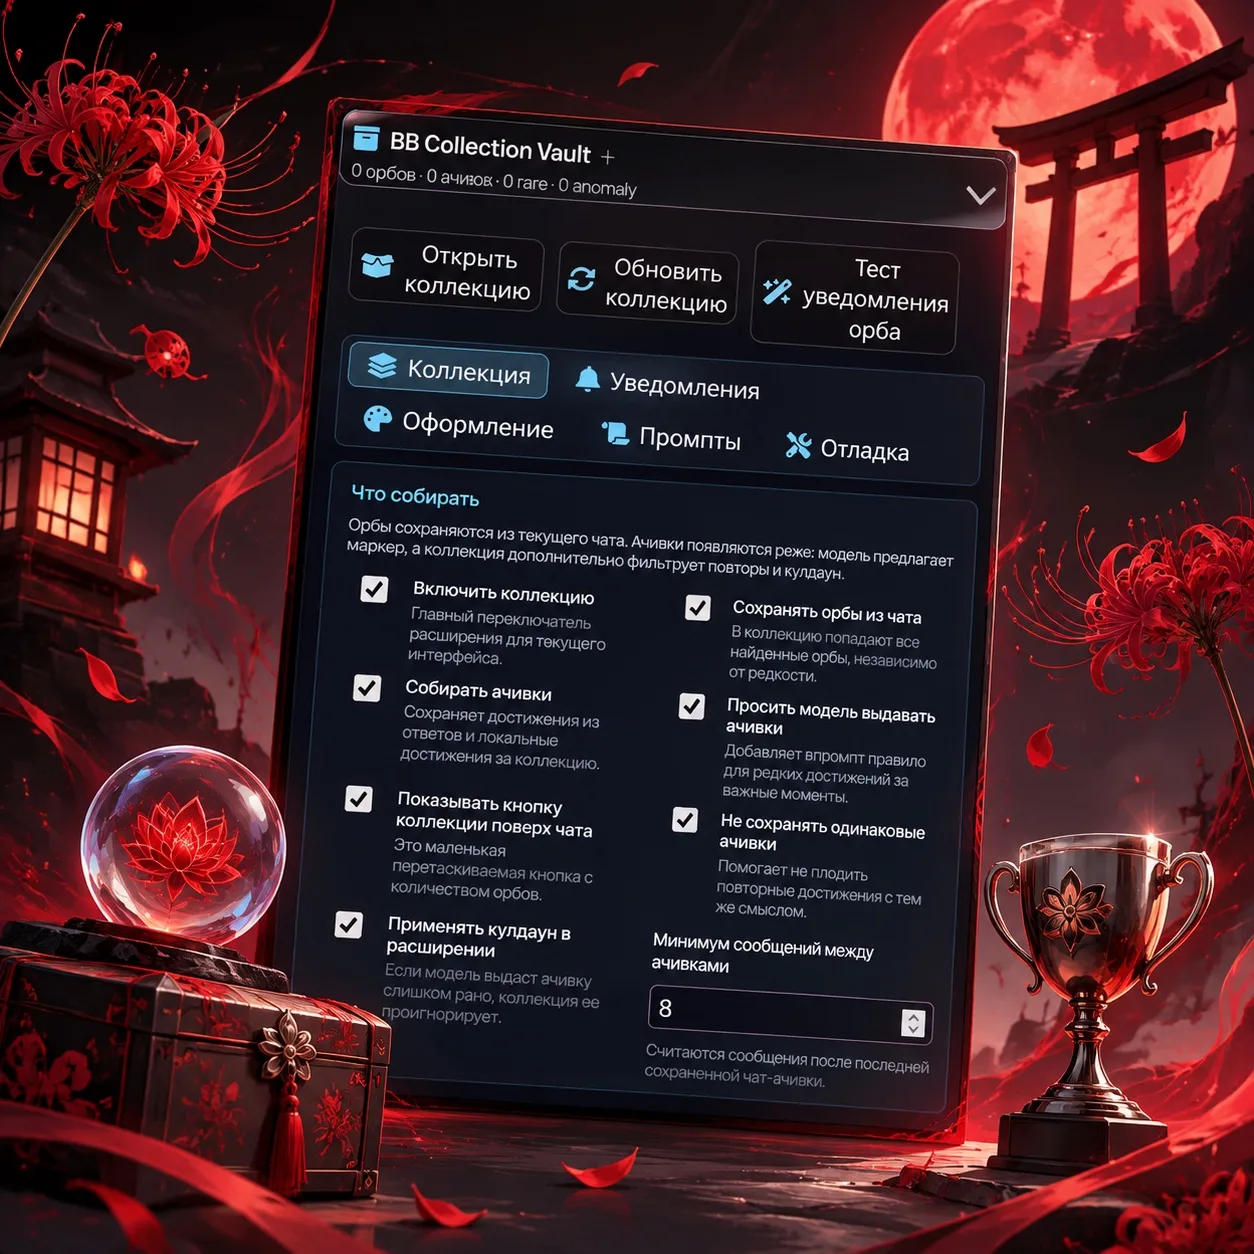 BB Collection Vault +
0 орбов · 0 ачивок · 0 rare · 0 anomaly
Открыть
коллекцию
Обновить
коллекцию
Тест
уведомления
орба
Коллекция
Уведомления
Оформление
Промпты
Отладка
Что собирать
Орбы сохраняются из текущего чата. Ачивки появляются реже: модель предлагает
маркер, а коллекция дополнительно фильтрует повторы и кулдаун.
Включить коллекцию
Главный переключатель
расширения для текущего
интерфейса.
Сохранять орбы из чата
В коллекцию попадают все
найденные орбы, независимо
от редкости.
Собирать ачивки
Сохраняет достижения из
ответов и локальные
достижения за коллекцию.
Просить модель выдавать
ачивки
Добавляет впромпт правило
для редких достижений за
важные моменты.
Показывать кнопку
коллекции поверх чата
Это маленькая
перетаскиваемая кнопка с
количеством орбов.
Не сохранять одинаковые
ачивки
Помогает не плодить
повторные достижения с тем
же смыслом.
Применять кулдаун в
расширении
Если модель выдаст ачивку
слишком рано, коллекция ее
проигнорирует.
Минимум сообщений между
ачивками
8
Считаются сообщения после последней
сохраненной чат-ачивки.